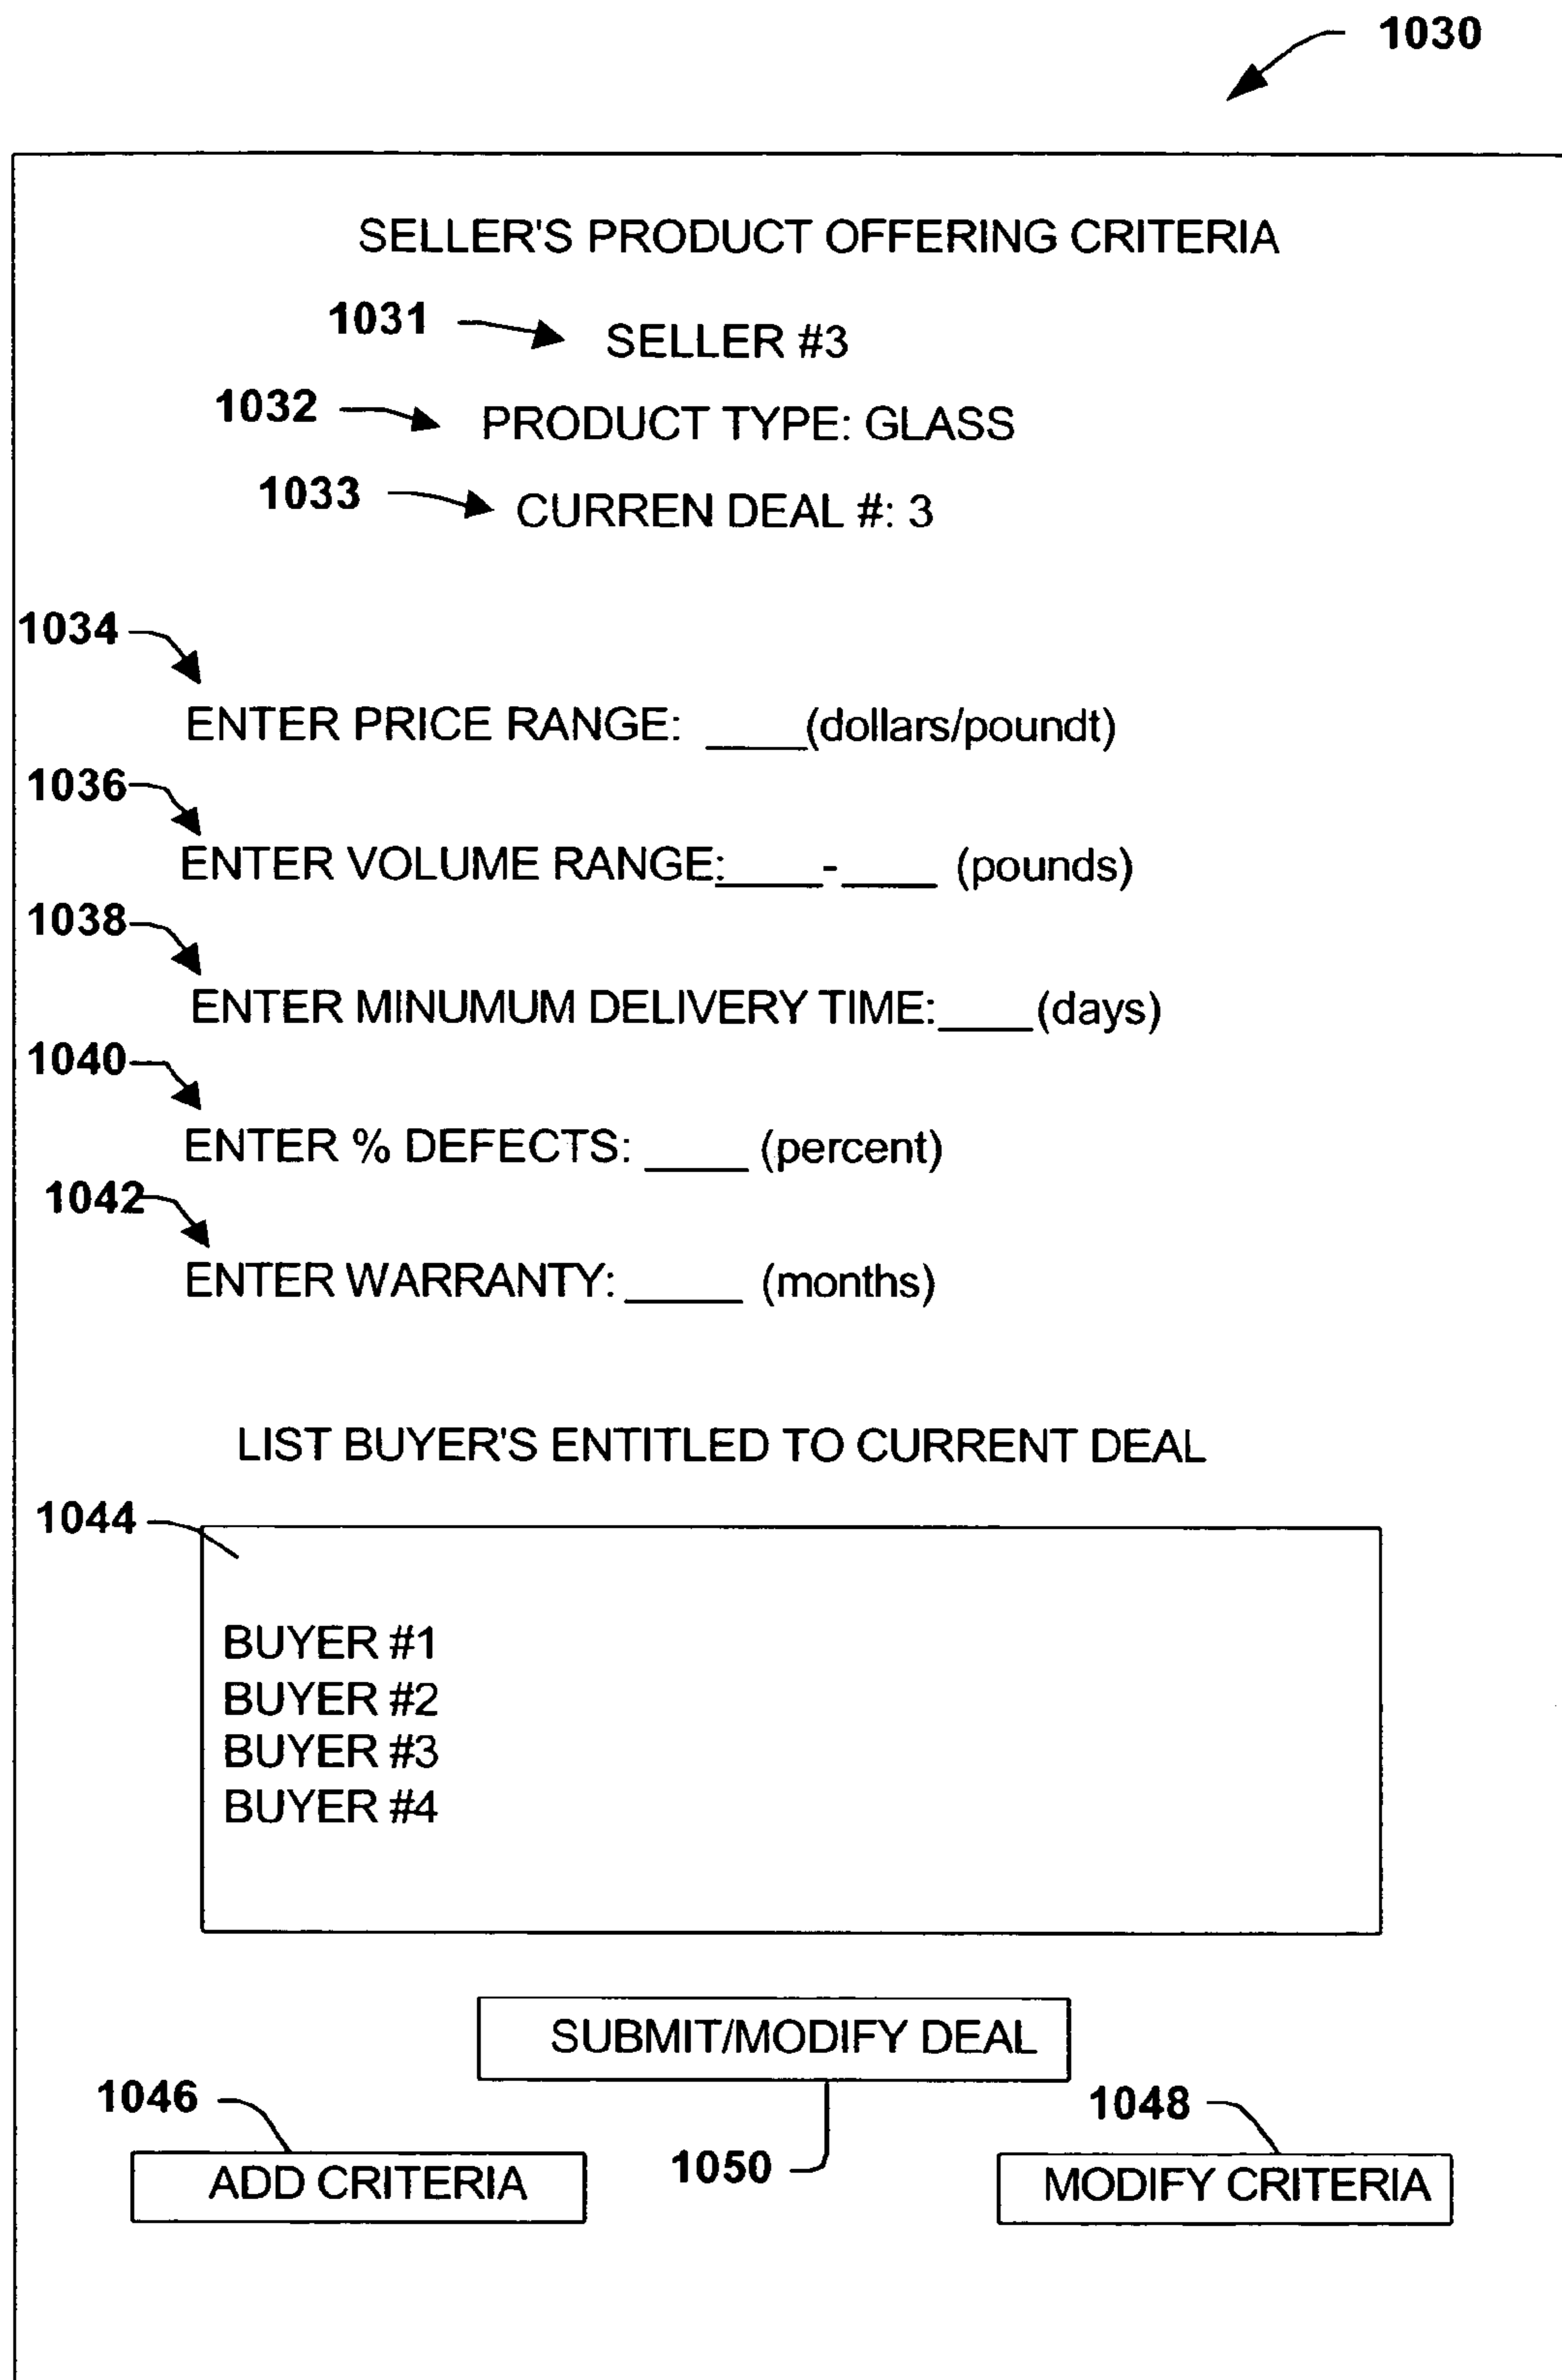 1030
SELLER'S PRODUCT OFFERING CRITERIA
1031 SELLER #3
1032 PRODUCT TYPE: GLASS
1033 CURREN DEAL #: 3
1034
ENTER PRICE RANGE: ____(dollars/poundt)
1036
ENTER VOLUME RANGE:____-____ (pounds)
1038
ENTER MINUMUM DELIVERY TIME:____(days)
1040
ENTER % DEFECTS: ____ (percent)
1042
ENTER WARRANTY: _____ (months)
LIST BUYER'S ENTITLED TO CURRENT DEAL
1044
BUYER #1
BUYER #2
BUYER #3
BUYER #4
SUBMIT/MODIFY DEAL
1046 1050 1048
ADD CRITERIA MODIFY CRITERIA